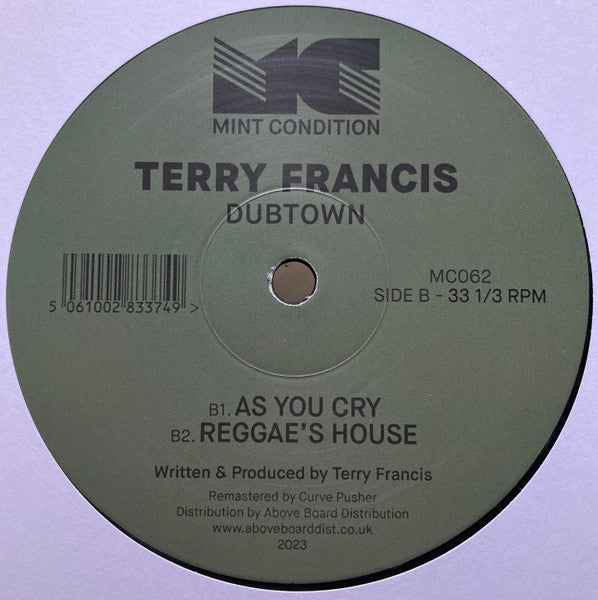 MC
MINT CONDITION
TERRY FRANCIS
DUBTOWN
5 061002 833749 >
MC062
SIDE B - 33 1/3 RPM
B1. AS YOU CRY
B2. REGGAE'S HOUSE
Written & Produced by Terry Francis
Remastered by Curve Pusher
Distribution by Above Board Distribution
www.aboveboarddist.co.uk
2023